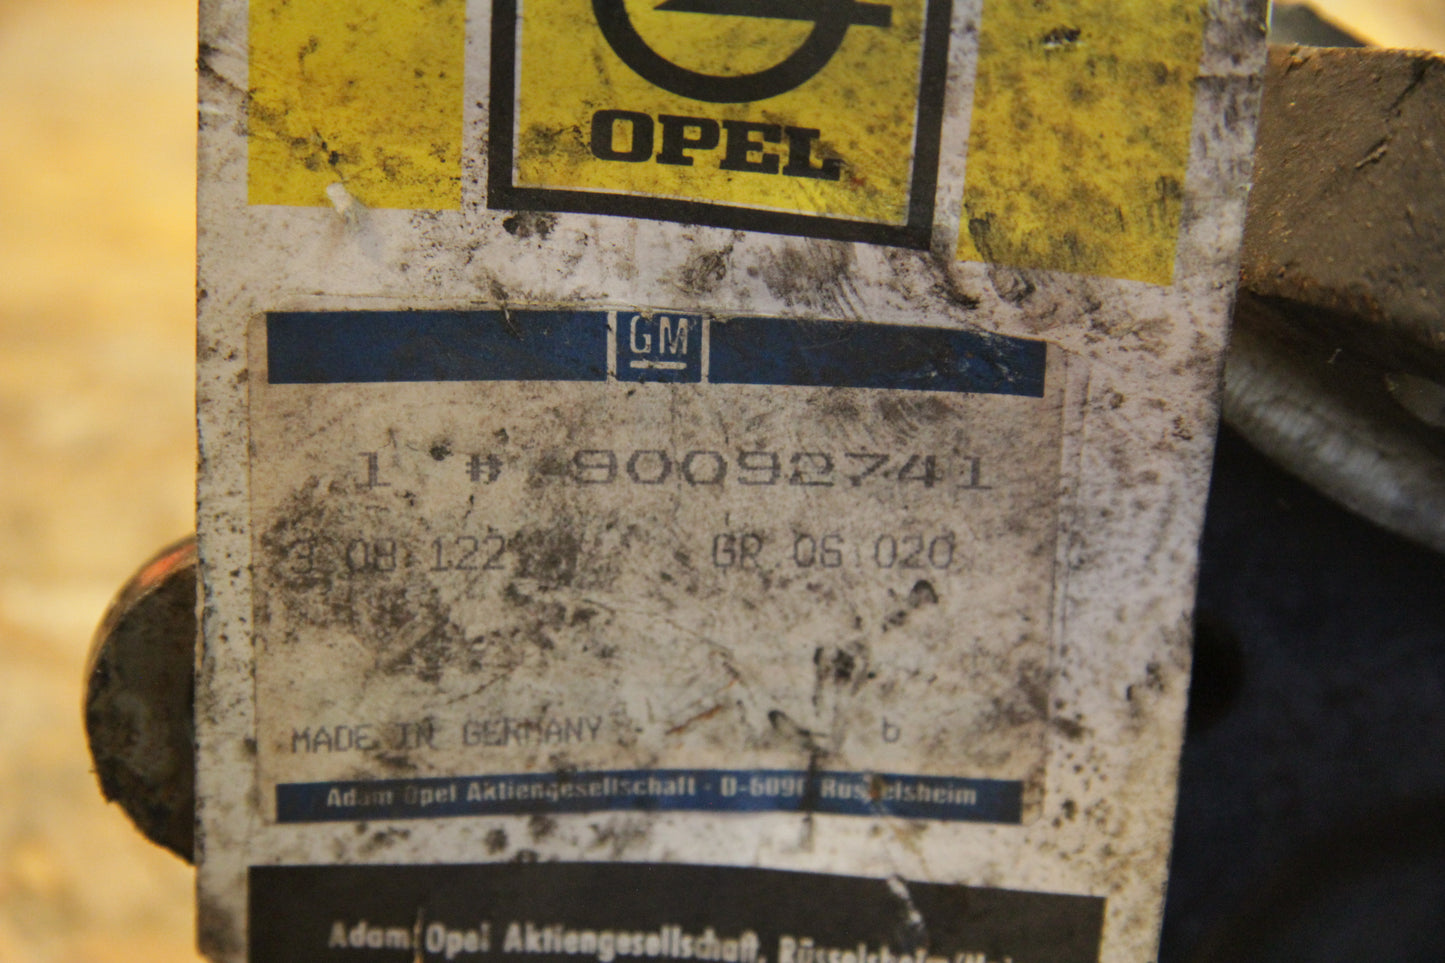 OPEL
GM
1 # 90092741
3 08 122 GR 06 020 C
MADE IN GERMANY b
Adam Opel Aktiengesellschaft · D-6090 Rüsselsheim
Adam Opel Aktiengesellschaft, Rüsselsheim/Main